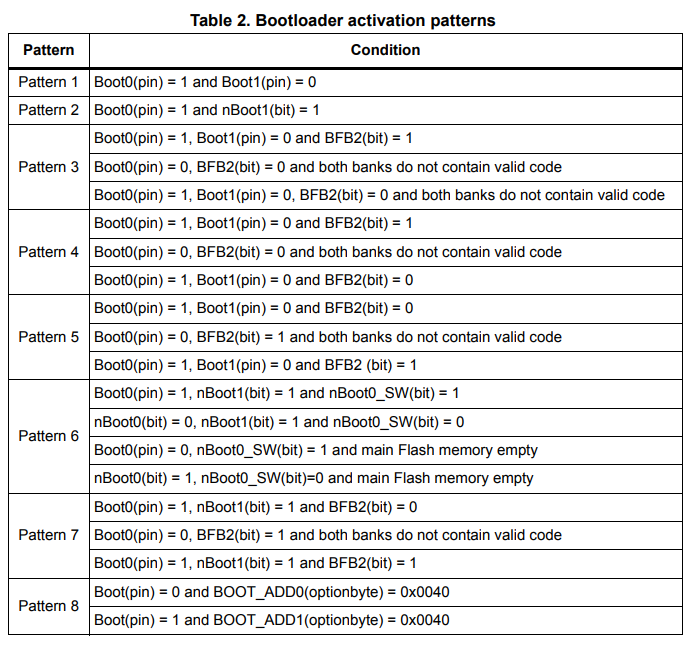 Table 2. Bootloader activation patterns
Pattern Condition
Pattern 1 Boot0(pin) = 1 and Boot1(pin) = 0
Pattern 2 Boot0(pin) = 1 and nBoot1(bit) = 1
Pattern 3
Boot0(pin) = 1, Boot1(pin) = 0 and BFB2(bit) = 1
Boot0(pin) = 0, BFB2(bit) = 0 and both banks do not contain valid code
Boot0(pin) = 1, Boot1(pin) = 0, BFB2(bit) = 0 and both banks do not contain valid code
Pattern 4
Boot0(pin) = 1, Boot1(pin) = 0 and BFB2(bit) = 1
Boot0(pin) = 0, BFB2(bit) = 0 and both banks do not contain valid code
Boot0(pin) = 1, Boot1(pin) = 0 and BFB2(bit) = 0
Pattern 5
Boot0(pin) = 1, Boot1(pin) = 0 and BFB2(bit) = 0
Boot0(pin) = 0, BFB2(bit) = 1 and both banks do not contain valid code
Boot0(pin) = 1, Boot1(pin) = 0 and BFB2 (bit) = 1
Pattern 6
Boot0(pin) = 1, nBoot1(bit) = 1 and nBoot0_SW(bit) = 1
nBoot0(bit) = 0, nBoot1(bit) = 1 and nBoot0_SW(bit) = 0
Boot0(pin) = 0, nBoot0_SW(bit) = 1 and main Flash memory empty
nBoot0(bit) = 1, nBoot0_SW(bit)=0 and main Flash memory empty
Pattern 7
Boot0(pin) = 1, nBoot1(bit) = 1 and BFB2(bit) = 0
Boot0(pin) = 0, BFB2(bit) = 1 and both banks do not contain valid code
Boot0(pin) = 1, nBoot1(bit) = 1 and BFB2(bit) = 1
Pattern 8
Boot(pin) = 0 and BOOT_ADD0(optionbyte) = 0x0040
Boot(pin) = 1 and BOOT_ADD1(optionbyte) = 0x0040